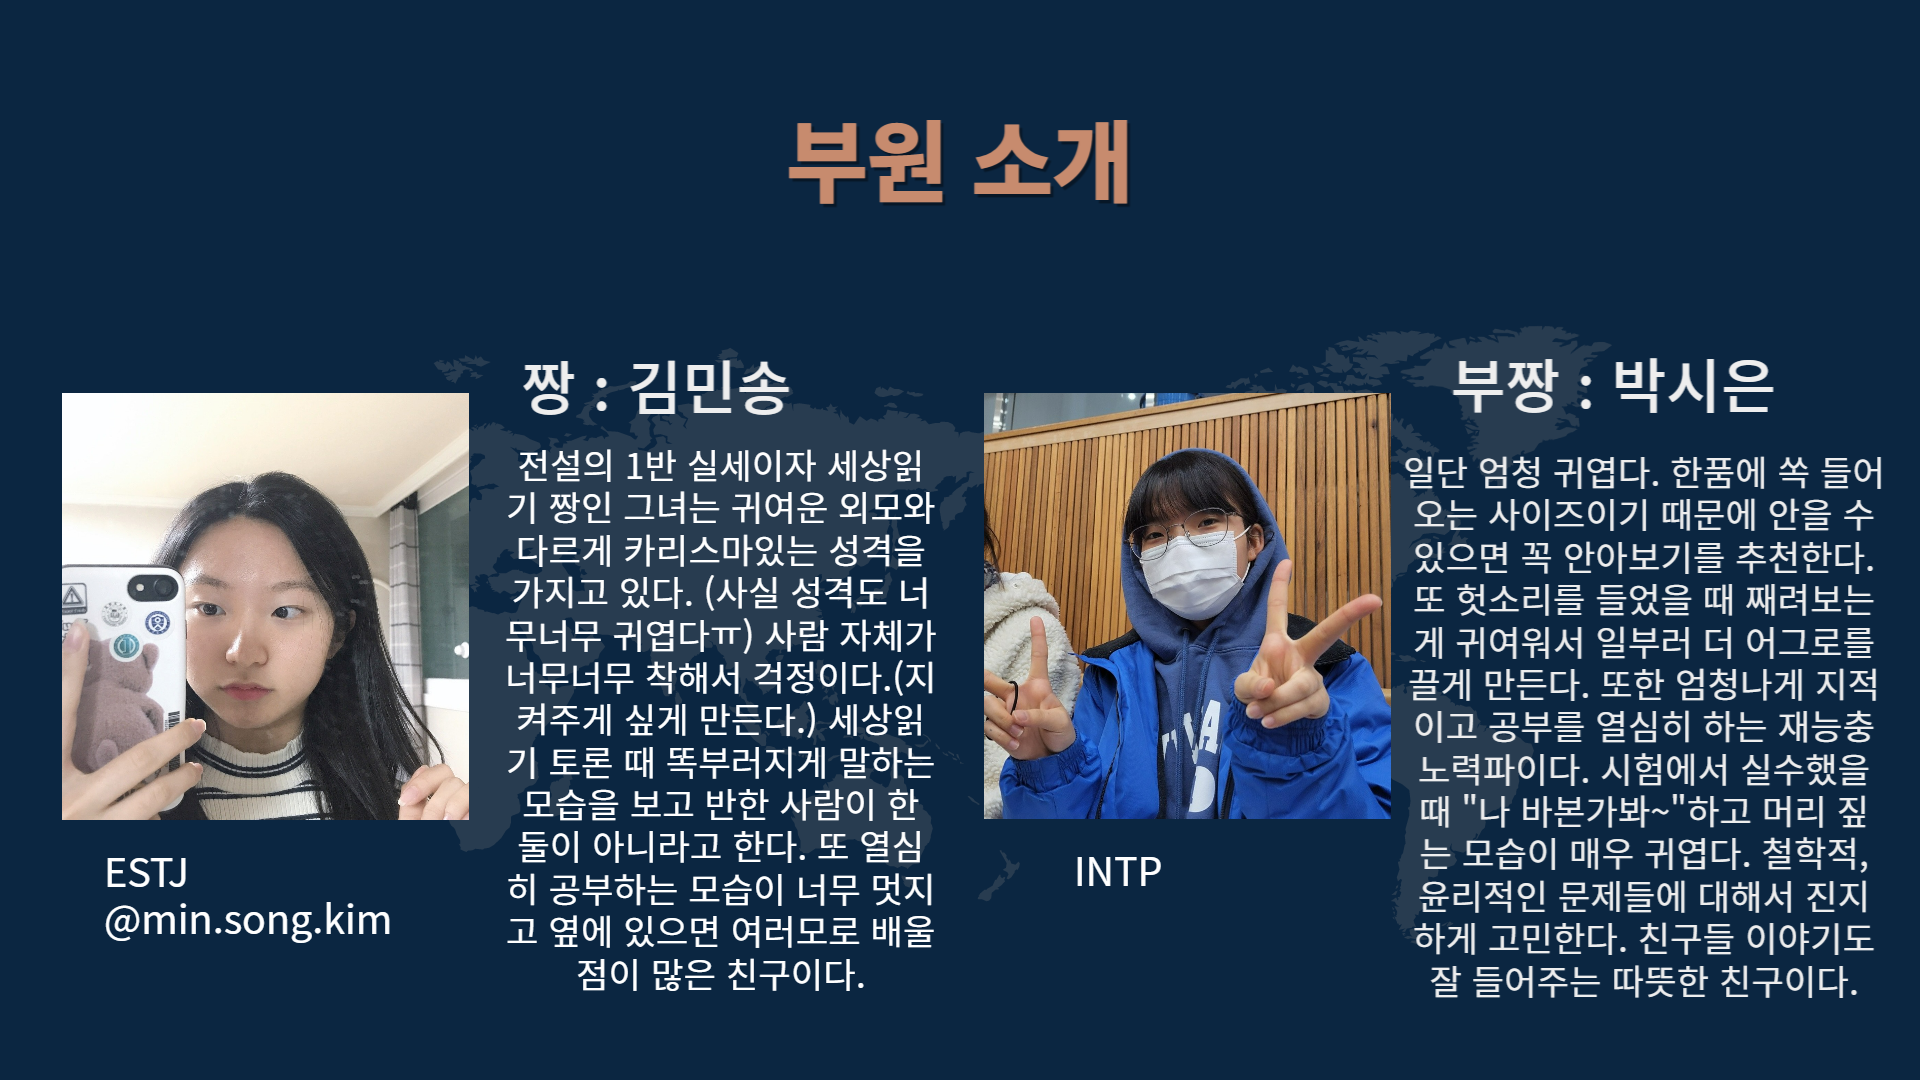 부원 소개
짱 : 김민송
전설의 1반 실세이자 세상읽
기 짱인 그녀는 귀여운 외모와
다르게 카리스마있는 성격을
가지고 있다. (사실 성격도 너
무너무 귀엽다ㅠ) 사람 자체가
너무너무 착해서 걱정이다.(지
켜주게 싶게 만든다.) 세상읽
기 토론 때 똑부러지게 말하는
모습을 보고 반한 사람이 한
둘이 아니라고 한다. 또 열심
히 공부하는 모습이 너무 멋지
고 옆에 있으면 여러모로 배울
점이 많은 친구이다.
ESTJ
@min.song.kim
부짱 : 박시은
일단 엄청 귀엽다. 한품에 쏙 들어
오는 사이즈이기 때문에 안을 수
있으면 꼭 안아보기를 추천한다.
또 헛소리를 들었을 때 째려보는
게 귀여워서 일부러 더 어그로를
끌게 만든다. 또한 엄청나게 지적
이고 공부를 열심히 하는 재능충
노력파이다. 시험에서 실수했을
때 "나 바본가봐~"하고 머리 짚
는 모습이 매우 귀엽다. 철학적,
윤리적인 문제들에 대해서 진지
하게 고민한다. 친구들 이야기도
잘 들어주는 따뜻한 친구이다.
INTP